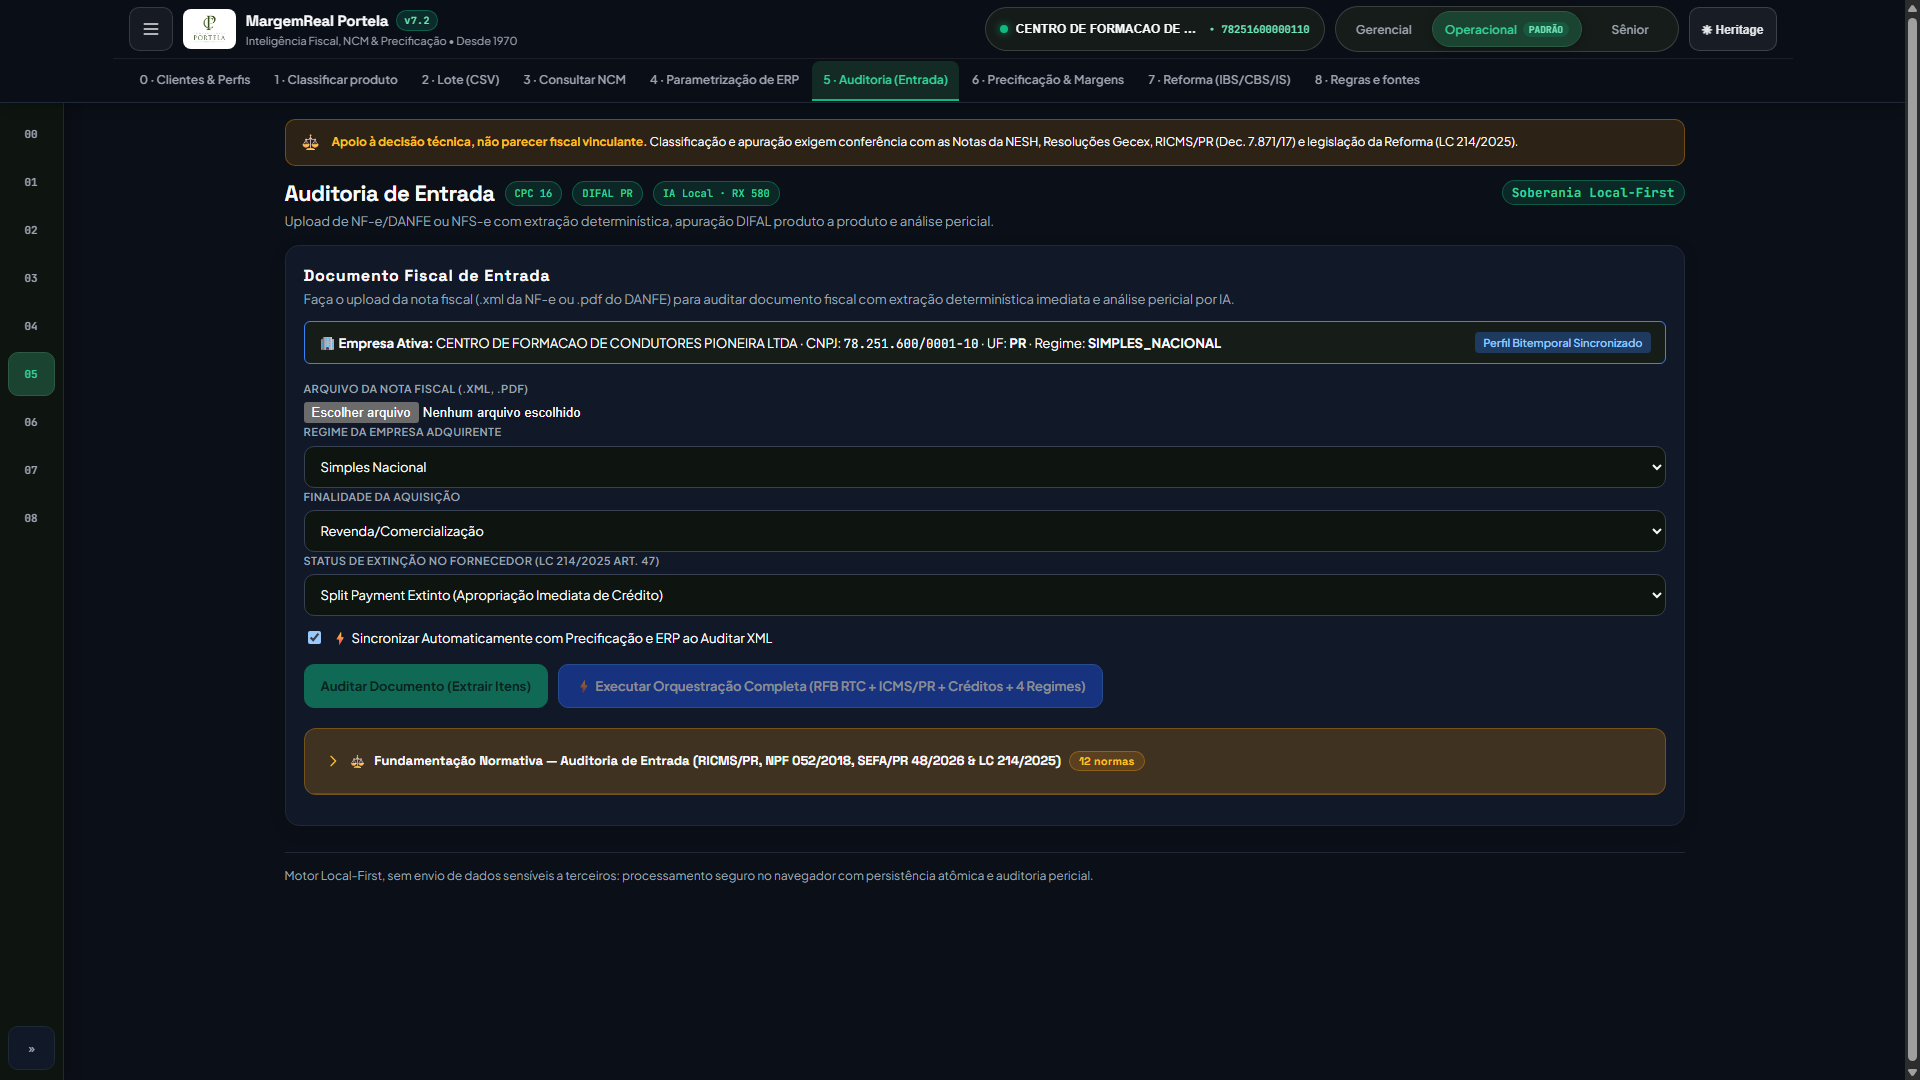 PORTELA
MargemReal Portela v7.2
Inteligência Fiscal, NCM & Precificação • Desde 1970
CENTRO DE FORMACAO DE ... • 78251600000110
Gerencial Operacional PADRÃO Sênior
Heritage
0 · Clientes & Perfis 1 · Classificar produto 2 · Lote (CSV) 3 · Consultar NCM 4 · Parametrização de ERP 5 · Auditoria (Entrada) 6 · Precificação & Margens 7 · Reforma (IBS/CBS/IS) 8 · Regras e fontes
00
01
02
03
04
05
06
07
08
»
Apoio à decisão técnica, não parecer fiscal vinculante. Classificação e apuração exigem conferência com as Notas da NESH, Resoluções Gecex, RICMS/PR (Dec. 7.871/17) e legislação da Reforma (LC 214/2025).
Auditoria de Entrada CPC 16 DIFAL PR IA Local · RX 580 Soberania Local-First
Upload de NF-e/DANFE ou NFS-e com extração determinística, apuração DIFAL produto a produto e análise pericial.
Documento Fiscal de Entrada
Faça o upload da nota fiscal (.xml da NF-e ou .pdf do DANFE) para auditar documento fiscal com extração determinística imediata e análise pericial por IA.
Empresa Ativa: CENTRO DE FORMACAO DE CONDUTORES PIONEIRA LTDA · CNPJ: 78.251.600/0001-10 · UF: PR · Regime: SIMPLES_NACIONAL Perfil Bitemporal Sincronizado
ARQUIVO DA NOTA FISCAL (.XML, .PDF)
Escolher arquivo Nenhum arquivo escolhido
REGIME DA EMPRESA ADQUIRENTE
Simples Nacional
FINALIDADE DA AQUISIÇÃO
Revenda/Comercialização
STATUS DE EXTINÇÃO NO FORNECEDOR (LC 214/2025 ART. 47)
Split Payment Extinto (Apropriação Imediata de Crédito)
Sincronizar Automaticamente com Precificação e ERP ao Auditar XML
Auditar Documento (Extrair Itens) Executar Orquestração Completa (RFB RTC + ICMS/PR + Créditos + 4 Regimes)
Fundamentação Normativa — Auditoria de Entrada (RICMS/PR, NPF 052/2018, SEFA/PR 48/2026 & LC 214/2025) 12 normas
Motor Local-First, sem envio de dados sensíveis a terceiros: processamento seguro no navegador com persistência atômica e auditoria pericial.